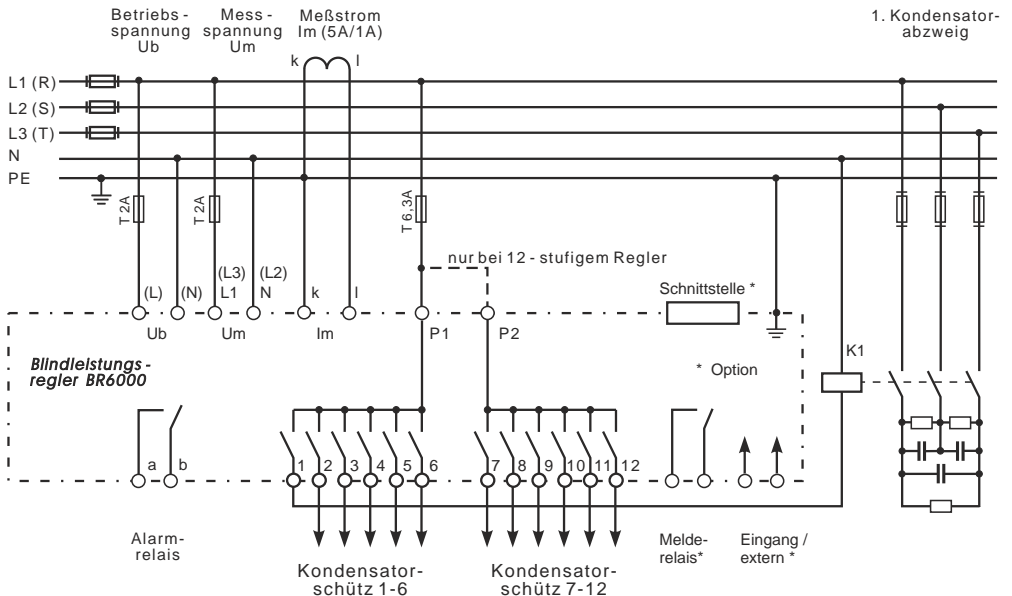 Betriebs-
spannung
Ub
Mess-
spannung
Um
Meßstrom
Im (5A/1A)
1. Kondensator-
abzweig
k
l
L1 (R)
L2 (S)
L3 (T)
N
PE
T 2A
T 2A
T 6,3A
nur bei 12 - stufigem Regler
(L)
(N)
(L3)
L1
(L2)
N
k
l
Schnittstelle *
Ub
Um
Im
P1
P2
K1
Blindleistungs-
regler BR6000
* Option
a
b
1
2
3
4
5
6
7
8
9
10
11
12
Alarm-
relais
Kondensator-
schütz 1-6
Kondensator-
schütz 7-12
Melde-
relais*
Eingang /
extern *